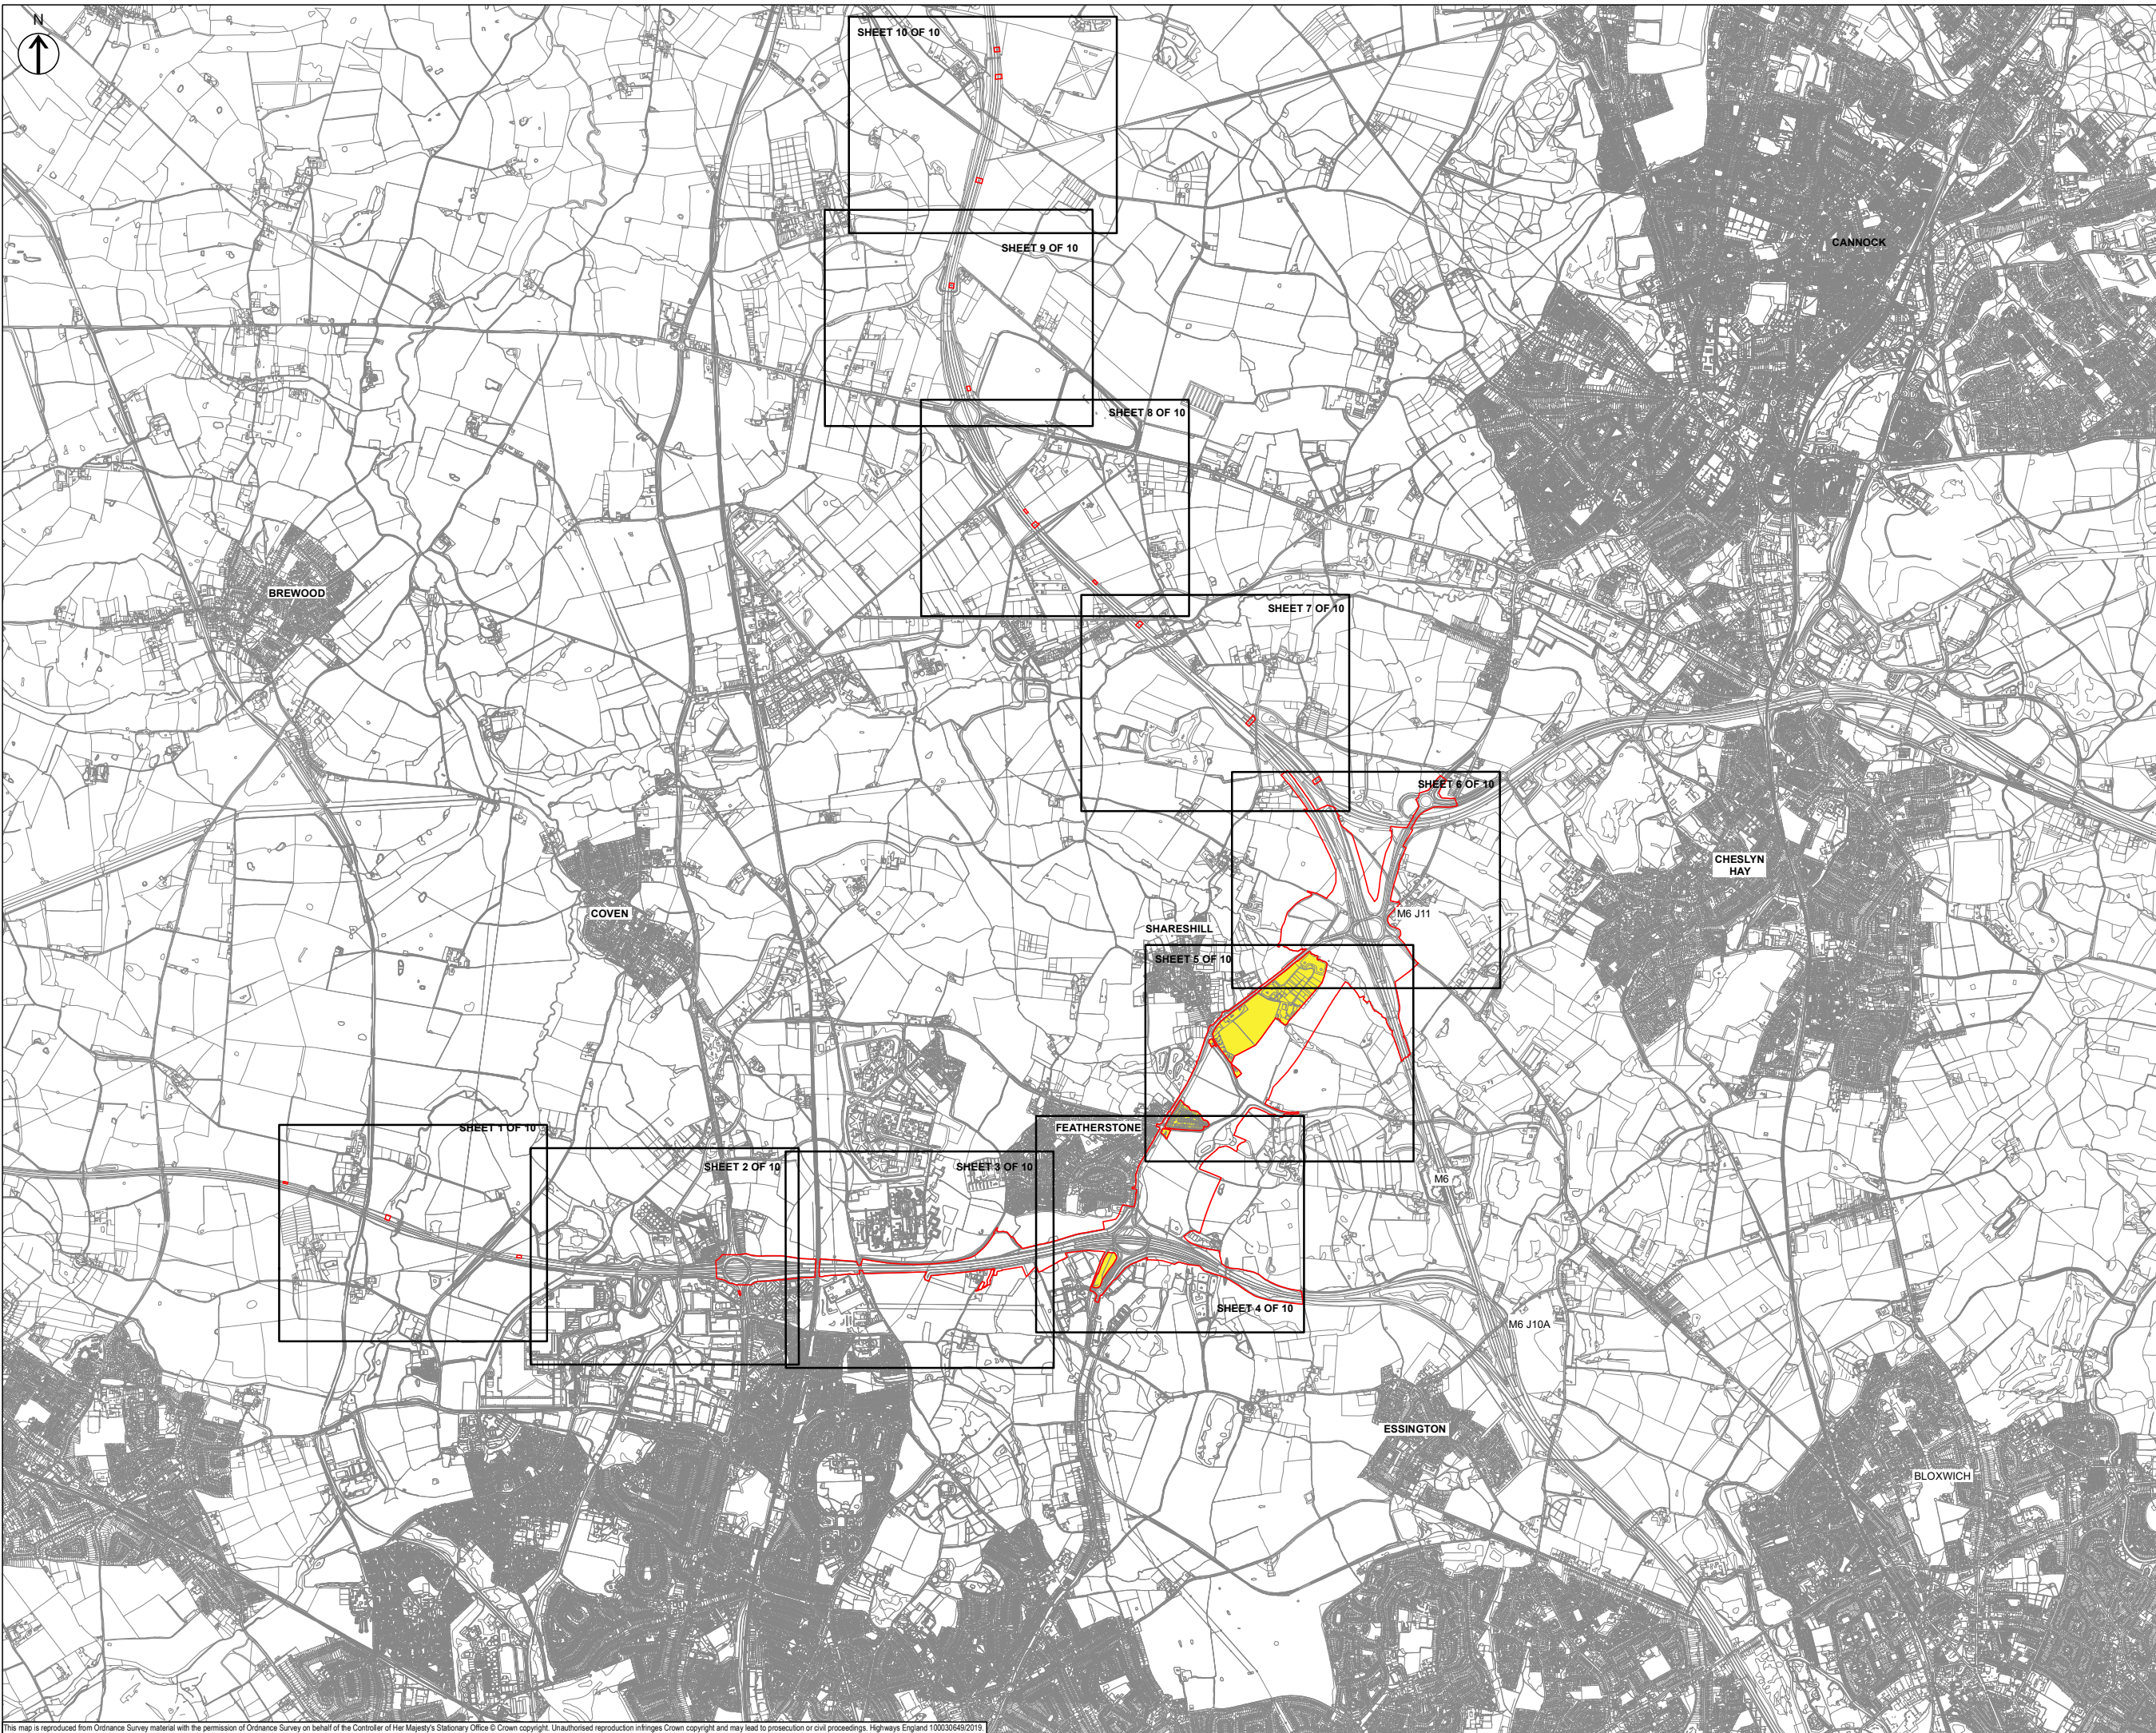 N
SHEET 10 OF 10
CANNOCK
SHEET 9 OF 10
SHEET 8 OF 10
BREWOOD
SHEET 7 OF 10
SHEET 6 OF 10
CHESLYN
HAY
COVEN
M6 J11
SHARESHILL
SHEET 5 OF 10
SHEET 1 OF 10
FEATHERSTONE
SHEET 2 OF 10
SHEET 3 OF 10
M6
SHEET 4 OF 10
M6 J10A
ESSINGTON
BLOXWICH
This map is reproduced from Ordnance Survey material with the permission of Ordnance Survey on behalf of the Controller of Her Majesty's Stationary Office © Crown copyright. Unauthorised reproduction infringes Crown copyright and may lead to prosecution or civil proceedings. Highways England 100030649/2019.